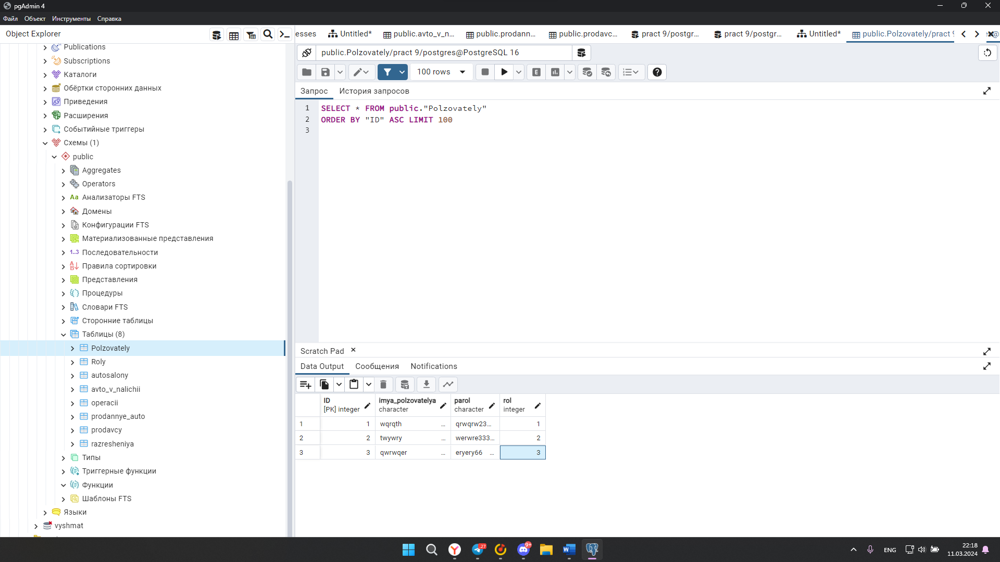 pgAdmin 4
Файл Объект Инструменты Справка
Object Explorer
Publications
Subscriptions
Каталоги
Обёртки сторонних данных
Приведения
Расширения
Событийные триггеры
Схемы (1)
public
Aggregates
Operators
Aa Анализаторы FTS
Домены
Конфигурации FTS
Материализованные представления
1..3 Последовательности
Правила сортировки
Представления
Процедуры
Словари FTS
Сторонние таблицы
Таблицы (8)
Polzovately
Roly
autosalony
avto_v_nalichii
operacii
prodannye_auto
prodavcy
razresheniya
Типы
Триггерные функции
Функции
Шаблоны FTS
Языки
vyshmat
esses Untitled* public.avto_v_n... public.prodann... public.prodavc... pract 9/postgr... pract 9/postgr... Untitled* public.Polzovately/pract 9
public.Polzovately/pract 9/postgres@PostgreSQL 16
100 rows E
Запрос История запросов
1 SELECT * FROM public."Polzovately"
2 ORDER BY "ID" ASC LIMIT 100
3
Scratch Pad
Data Output Сообщения Notifications
ID imya_polzovatelya parol rol
[PK] integer character character integer
1 1 wqrqth ... qrwqrw23... 1
2 2 twywry ... werwre333... 2
3 3 qwrwqer ... eryery66 ... 3
27 9+ W ENG 22:18
11.03.2024